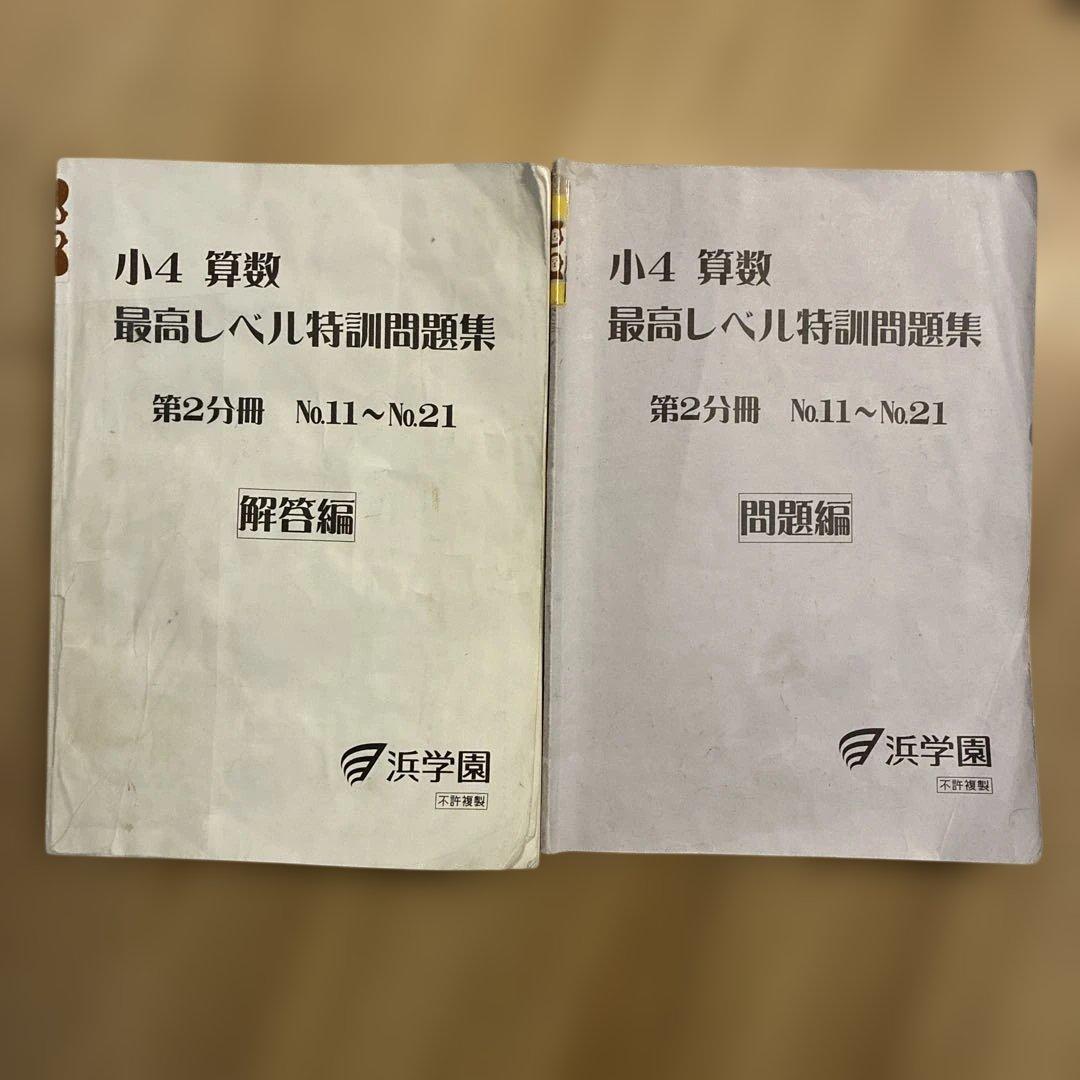 小4 算数
最高レベル特訓問題集
第2分冊 No.11~No.21
解答編
浜学園
不許複製
小4 算数
最高レベル特訓問題集
第2分冊 No.11~No.21
問題編
浜学園
不許複製